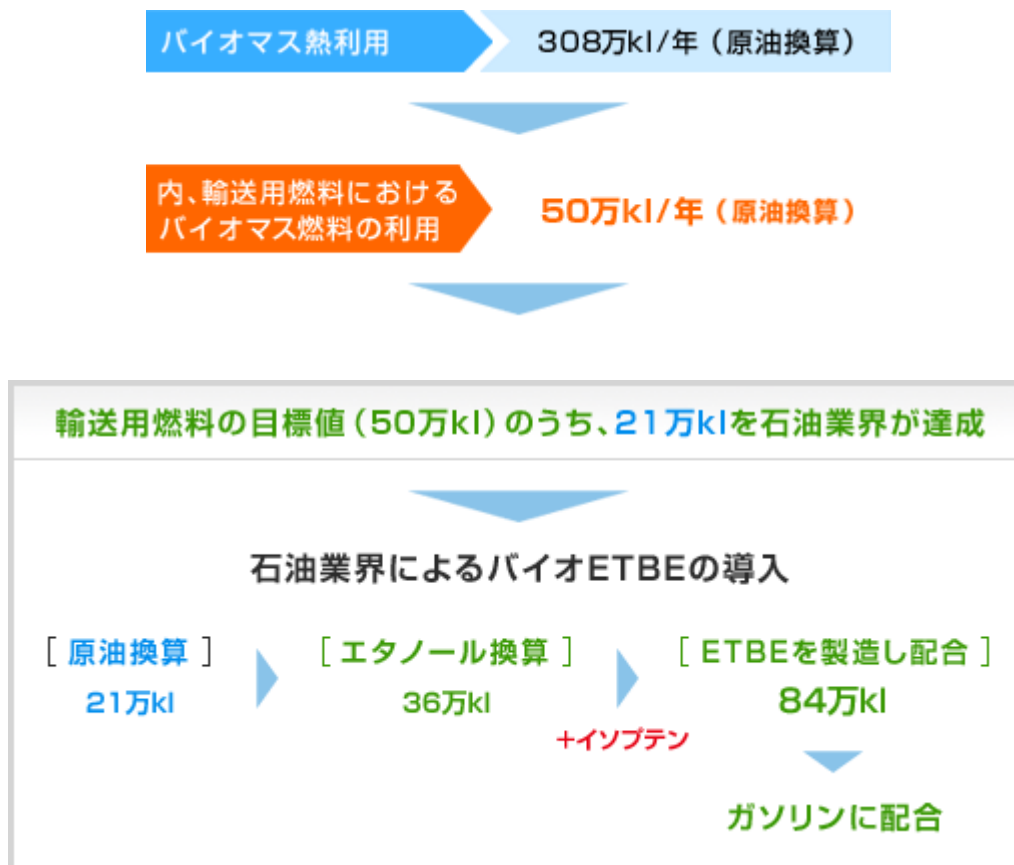 バイオマス熱利用 308万kl/年（原油換算）
内、輸送用燃料における
バイオマス燃料の利用
50万kl/年（原油換算）
輸送用燃料の目標値（50万kl）のうち、21万klを石油業界が達成
石油業界によるバイオETBEの導入
［原油換算］ ［エタノール換算］ ［ETBEを製造し配合］
21万kl 36万kl 84万kl
＋イソブテン
ガソリンに配合